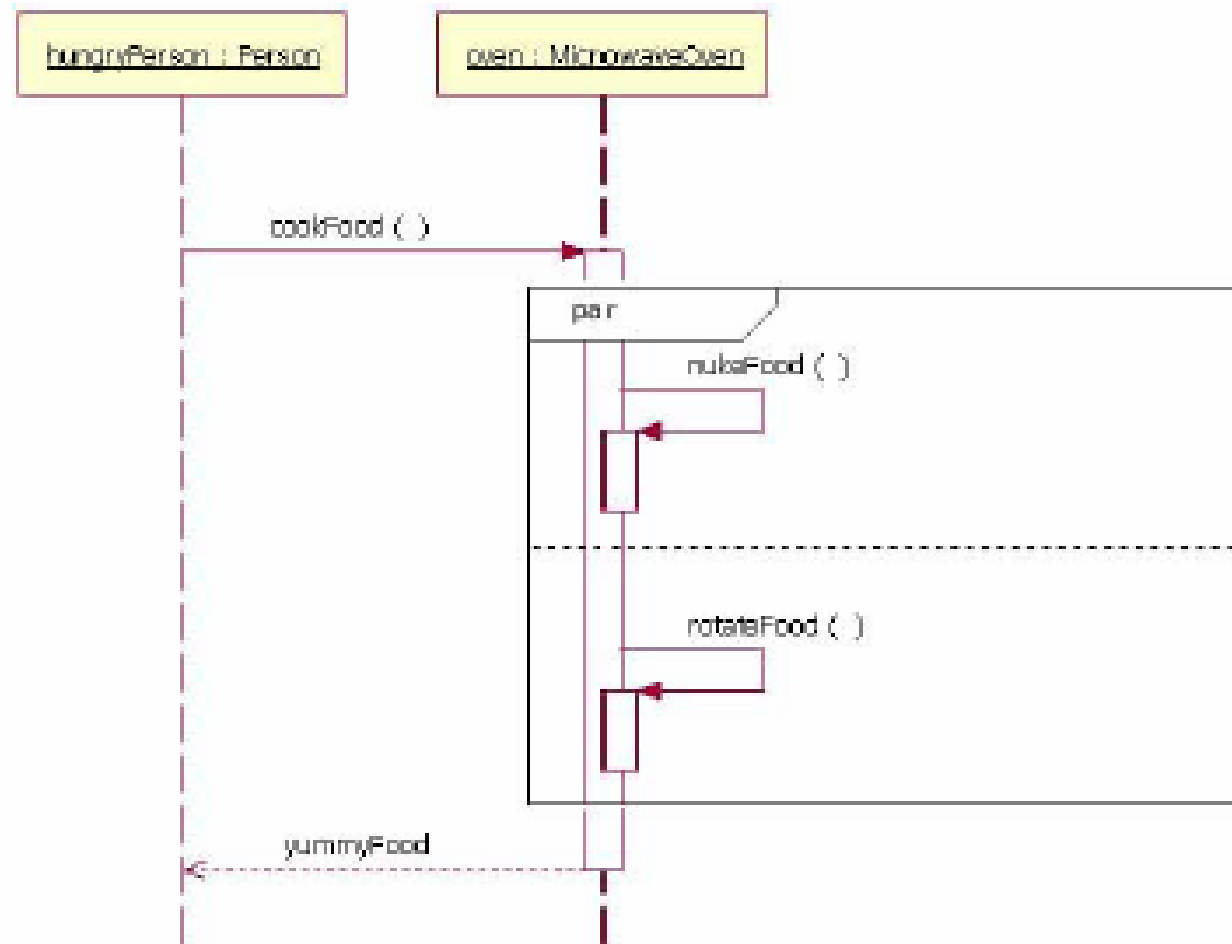 hungryPerson : Person
oven : MicrowaveOven
cookFood ( )
par
nukeFood ( )
rotateFood ( )
yummyFood